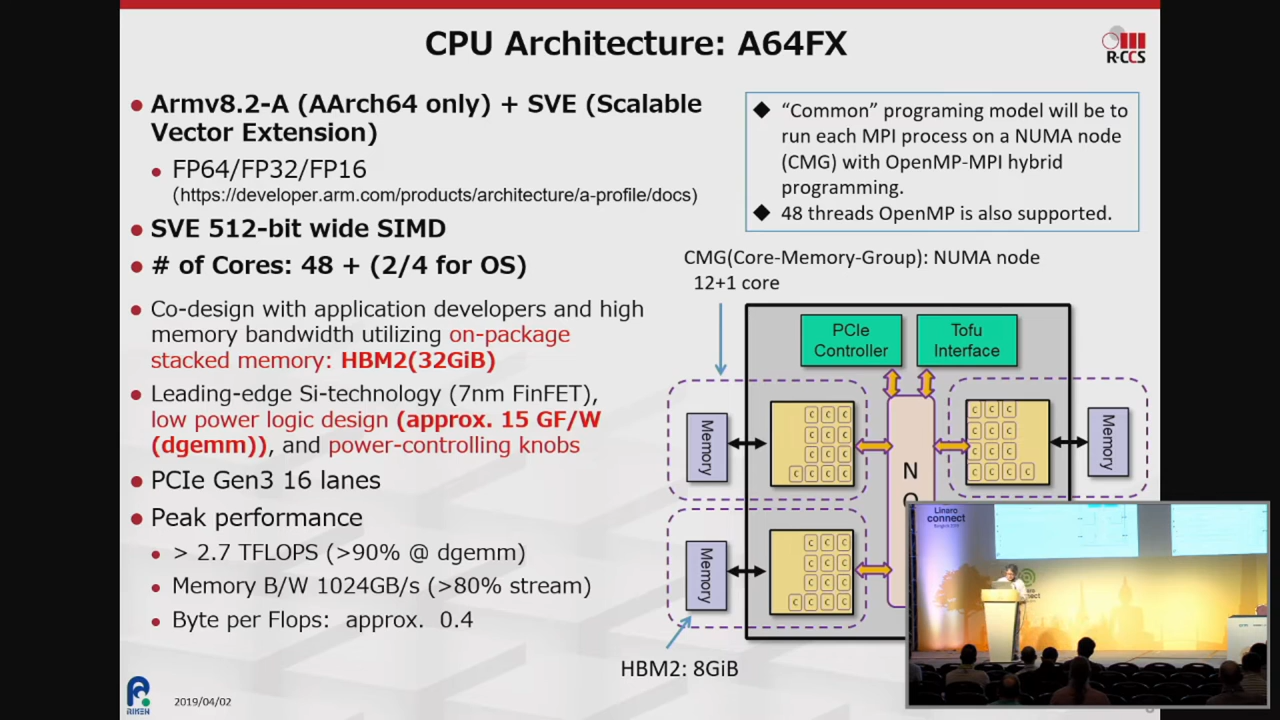 CPU Architecture: A64FX
R-CCS
Armv8.2-A (AArch64 only) + SVE (Scalable
Vector Extension)
FP64/FP32/FP16
(https://developer.arm.com/products/architecture/a-profile/docs)
SVE 512-bit wide SIMD
# of Cores: 48 + (2/4 for OS)
Co-design with application developers and high
memory bandwidth utilizing on-package
stacked memory: HBM2(32GiB)
Leading-edge Si-technology (7nm FinFET),
low power logic design (approx. 15 GF/W
(dgemm)), and power-controlling knobs
PCIe Gen3 16 lanes
Peak performance
> 2.7 TFLOPS (>90% @ dgemm)
Memory B/W 1024GB/s (>80% stream)
Byte per Flops: approx. 0.4
"Common" programing model will be to
run each MPI process on a NUMA node
(CMG) with OpenMP-MPI hybrid
programming.
48 threads OpenMP is also supported.
CMG(Core-Memory-Group): NUMA node
12+1 core
PCIe
Controller
Tofu
Interface
Memory
C C C
C C C
C C C
C C C C
N
O
C C C
C C C
C C C
C C C C
Memory
Memory
C C C
C C C
C C C
C C C C
HBM2: 8GiB
Linaro
connect
RIKEN
2019/04/02